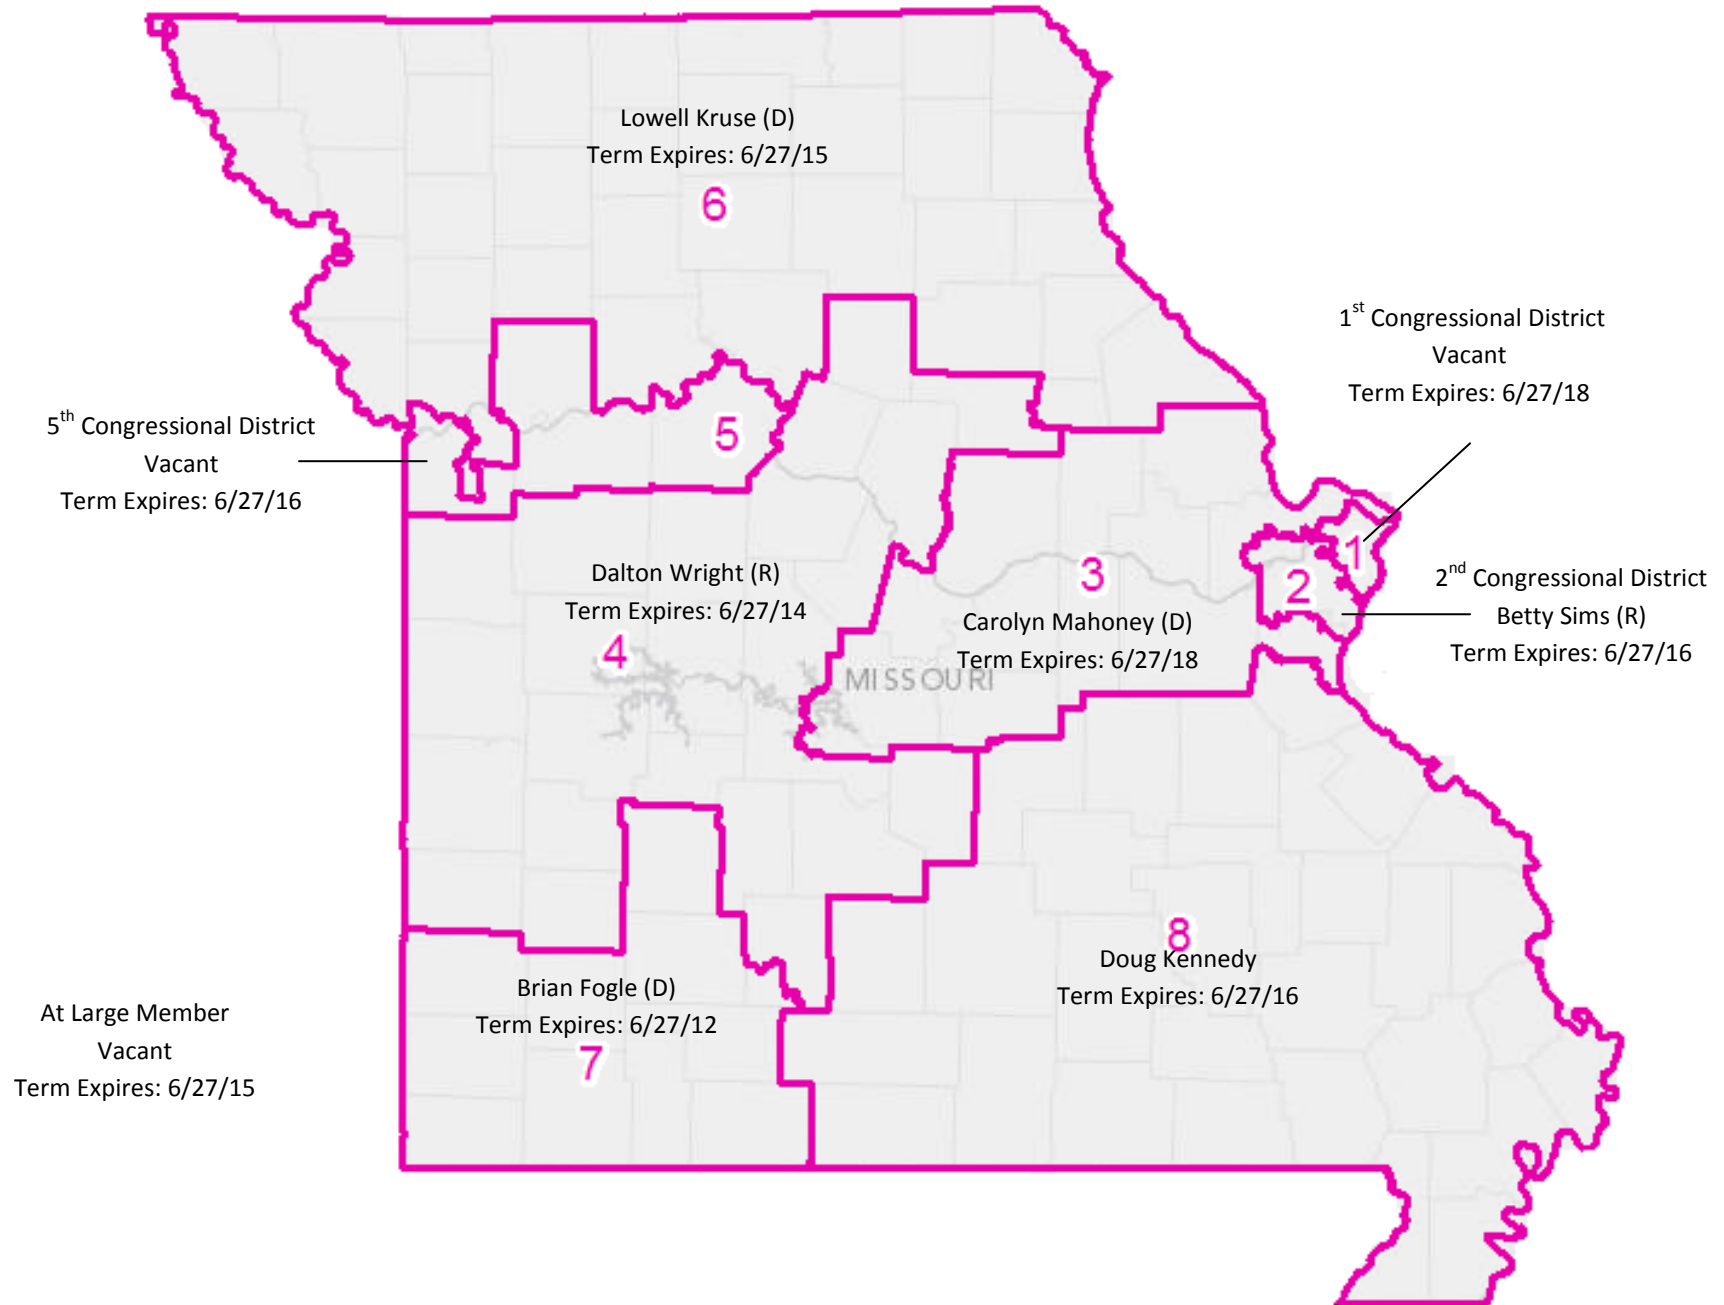 Lowell Kruse (D)
Term Expires: 6/27/15
6
1st Congressional District
Vacant
Term Expires: 6/27/18
5th Congressional District
Vacant
Term Expires: 6/27/16
5
1
2
2nd Congressional District
Betty Sims (R)
Term Expires: 6/27/16
Dalton Wright (R)
Term Expires: 6/27/14
4
3
Carolyn Mahoney (D)
Term Expires: 6/27/18
MISSOURI
8
Doug Kennedy
Term Expires: 6/27/16
Brian Fogle (D)
Term Expires: 6/27/12
7
At Large Member
Vacant
Term Expires: 6/27/15